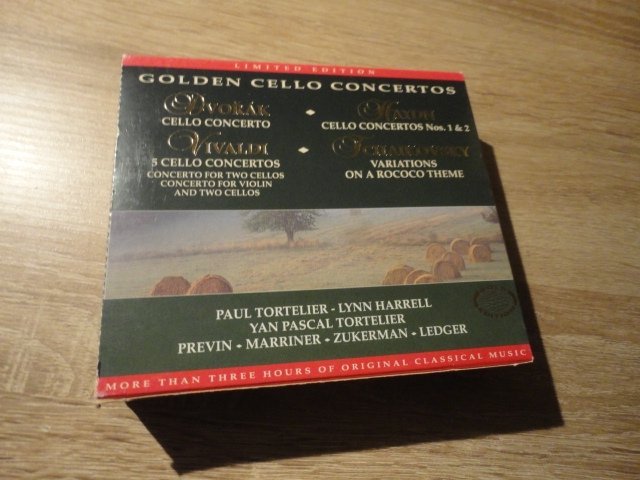 LIMITED EDITION
GOLDEN CELLO CONCERTOS
DVOŘÁK
CELLO CONCERTO
HAYDN
CELLO CONCERTOS Nos. 1 & 2
VIVALDI
5 CELLO CONCERTOS
CONCERTO FOR TWO CELLOS
CONCERTO FOR VIOLIN
AND TWO CELLOS
TCHAIKOVSKY
VARIATIONS
ON A ROCOCO THEME
PAUL TORTELIER - LYNN HARRELL
YAN PASCAL TORTELIER
PREVIN • MARRINER • ZUKERMAN • LEDGER
MORE THAN THREE HOURS OF ORIGINAL CLASSICAL MUSIC